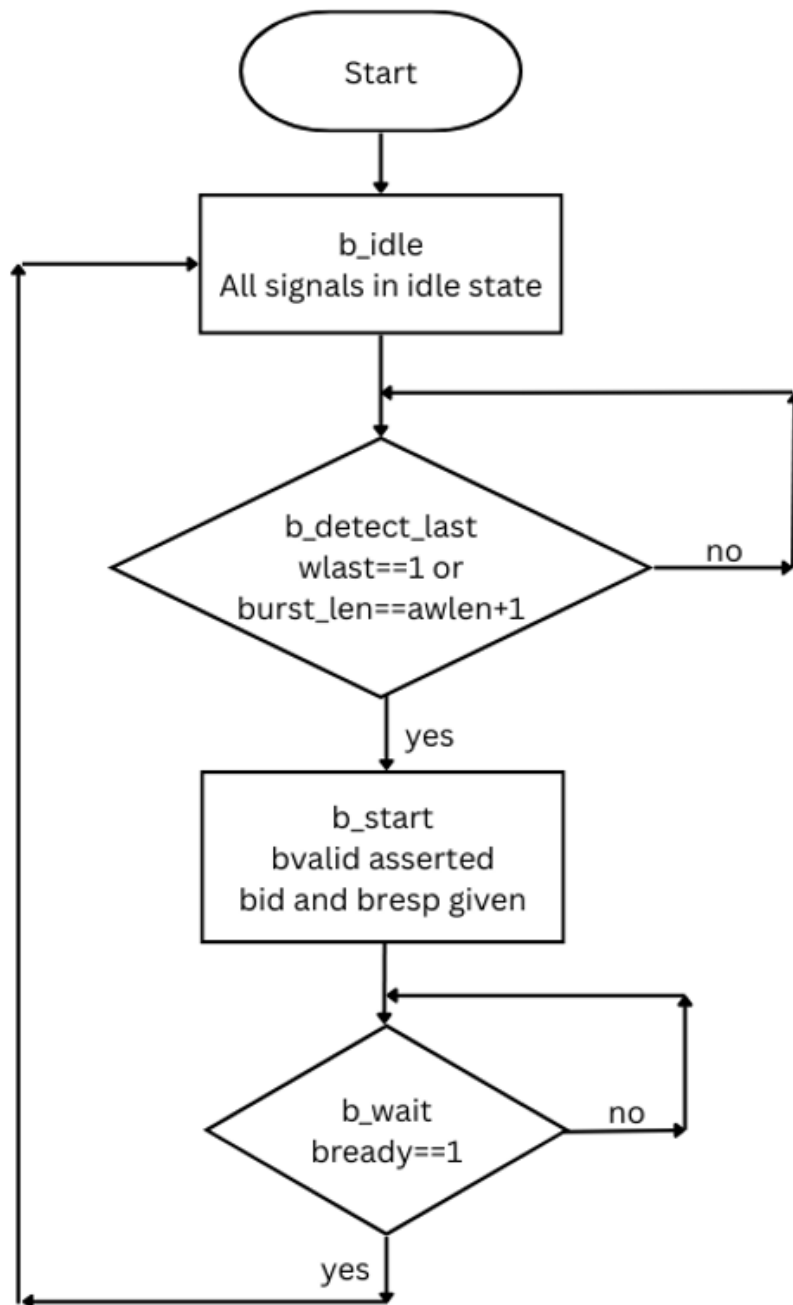 Start
b_idle
All signals in idle state
b_detect_last
wlast==1 or
burst_len==awlen+1
no
yes
b_start
bvalid asserted
bid and bresp given
b_wait
bready==1
no
yes